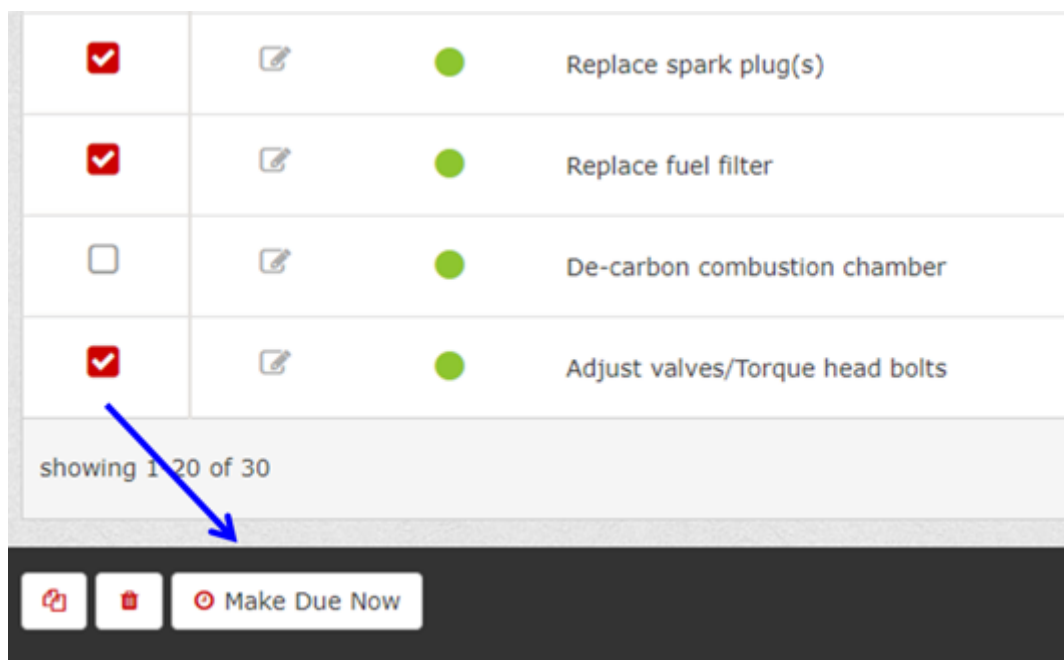 Replace spark plug(s)
Replace fuel filter
De-carbon combustion chamber
Adjust valves/Torque head bolts
showing 1-20 of 30
Make Due Now